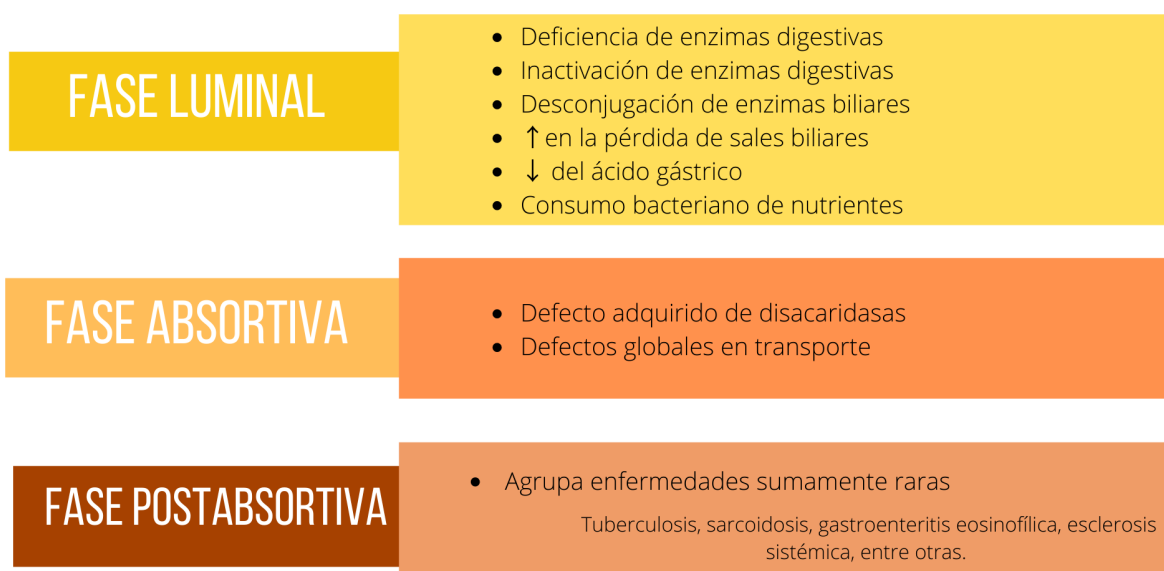 FASE LUMINAL
• Deficiencia de enzimas digestivas
• Inactivación de enzimas digestivas
• Desconjugación de enzimas biliares
• ↑ en la pérdida de sales biliares
• ↓ del ácido gástrico
• Consumo bacteriano de nutrientes
FASE ABSORTIVA
• Defecto adquirido de disacaridasas
• Defectos globales en transporte
FASE POSTABSORTIVA
• Agrupa enfermedades sumamente raras
Tuberculosis, sarcoidosis, gastroenteritis eosinofílica, esclerosis
sistémica, entre otras.